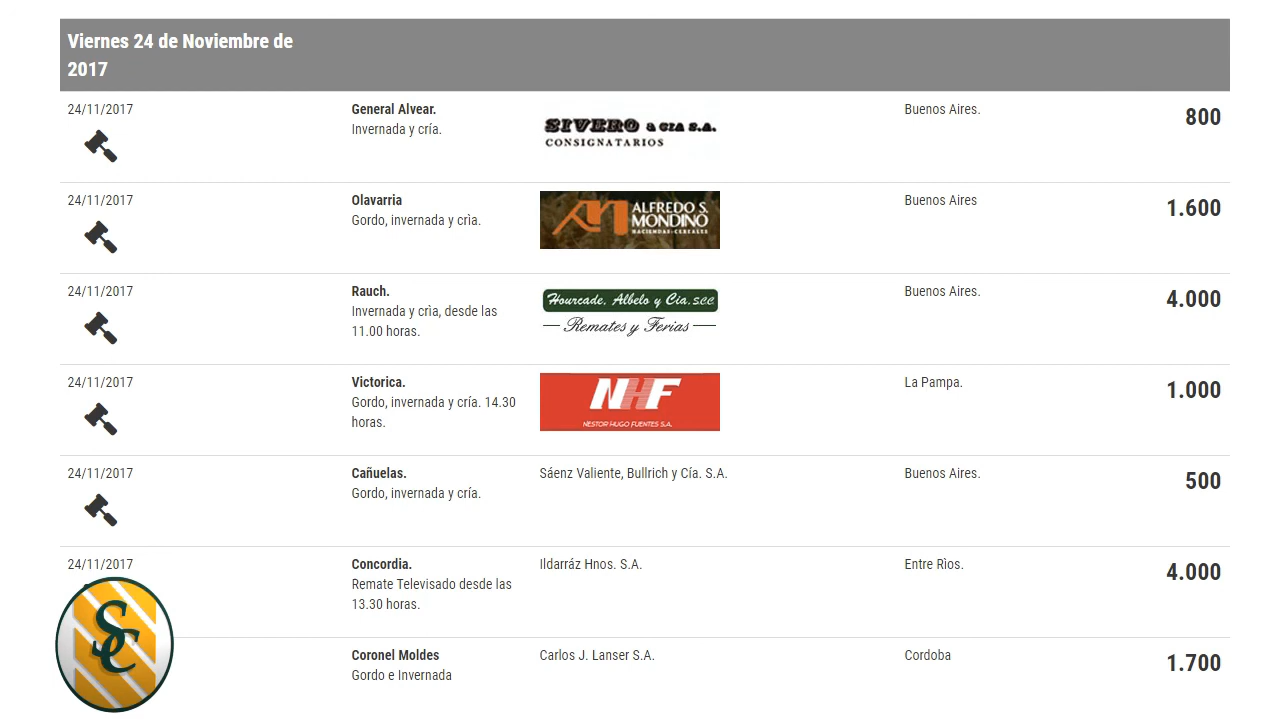 Viernes 24 de Noviembre de
2017
24/11/2017
General Alvear.
Invernada y cría.
SIVERO & CIA S.A.
CONSIGNATARIOS
Buenos Aires.
800
24/11/2017
Olavarria
Gordo, invernada y crìa.
ALFREDO S.
MONDINO
HACIENDAS-CEREALES
Buenos Aires
1.600
24/11/2017
Rauch.
Invernada y crìa, desde las
11.00 horas.
Hourcade, Albelo y Cia. SCC
Remates y Ferias
Buenos Aires.
4.000
24/11/2017
Victorica.
Gordo, invernada y cría. 14.30
horas.
NHF
NESTOR HUGO FUENTES S.A.
La Pampa.
1.000
24/11/2017
Cañuelas.
Gordo, invernada y cría.
Sáenz Valiente, Bullrich y Cía. S.A.
Buenos Aires.
500
24/11/2017
Concordia.
Remate Televisado desde las
13.30 horas.
Ildarráz Hnos. S.A.
Entre Rìos.
4.000
SC
Coronel Moldes
Gordo e Invernada
Carlos J. Lanser S.A.
Cordoba
1.700